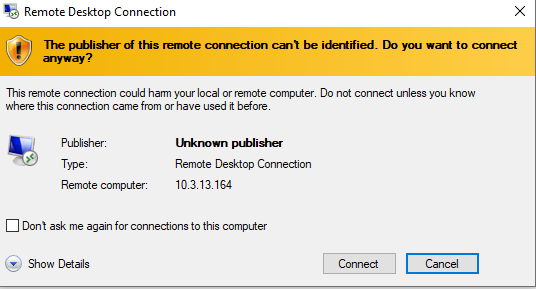 Remote Desktop Connection
The publisher of this remote connection can't be identified. Do you want to connect
anyway?
This remote connection could harm your local or remote computer. Do not connect unless you know
where this connection came from or have used it before.
Publisher: Unknown publisher
Type: Remote Desktop Connection
Remote computer: 10.3.13.164
Don't ask me again for connections to this computer
Show Details Connect Cancel